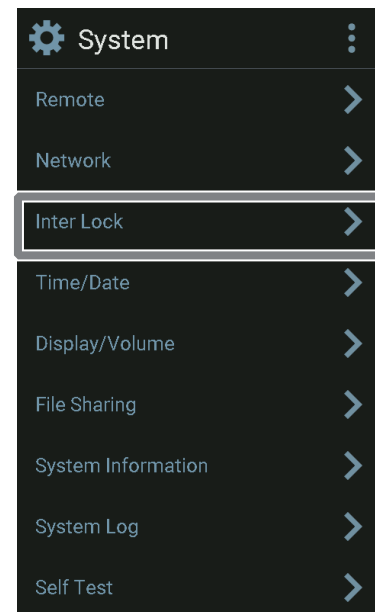 System
Remote
Network
Inter Lock
Time/Date
Display/Volume
File Sharing
System Information
System Log
Self Test